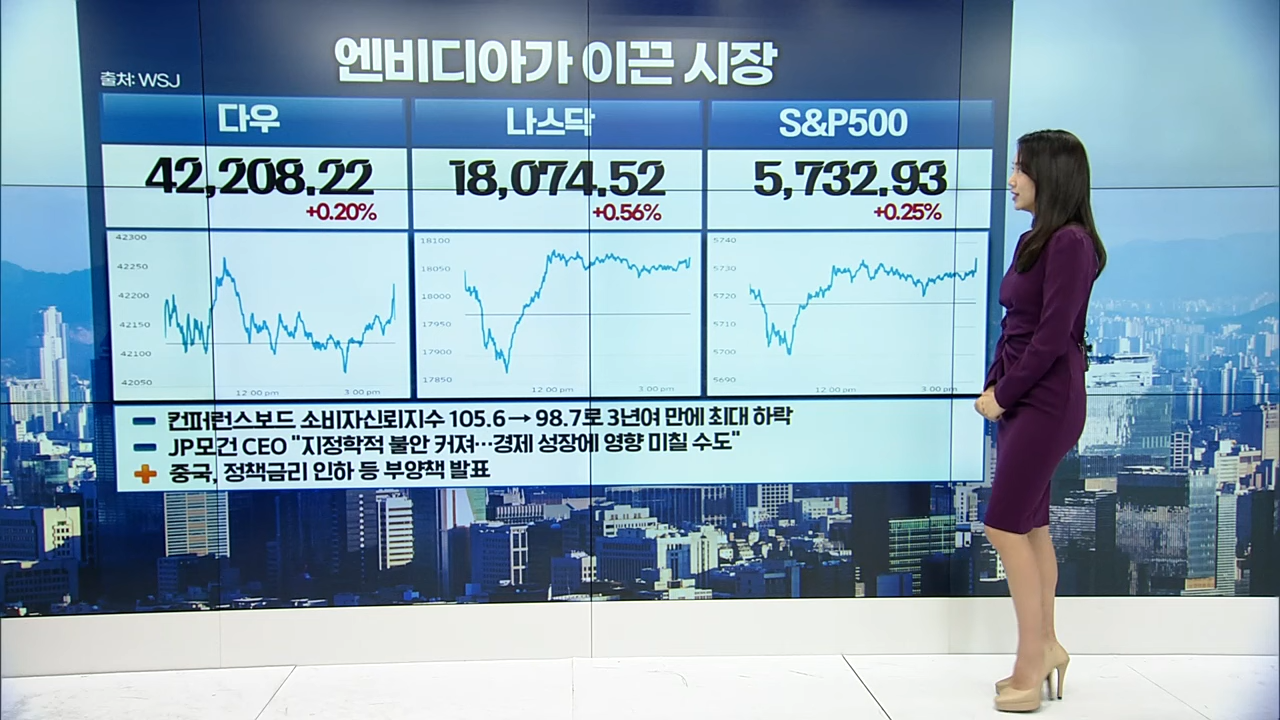 엔비디아가 이끈 시장
출처: WSJ
다우
나스닥
S&P500
42,208.22
18,074.52
5,732.93
+0.20%
+0.56%
+0.25%
42300
42250
42200
42150
42100
42050
12:00 pm
3:00 pm
18100
18050
18000
17950
17900
17850
12:00 pm
3:00 pm
5740
5730
5720
5710
5700
5690
12:00 pm
3:00 pm
컨퍼런스보드 소비자신뢰지수 105.6→98.7로 3년여 만에 최대 하락
JP모건 CEO "지정학적 불안 커져…경제 성장에 영향 미칠 수도"
중국, 정책금리 인하 등 부양책 발표